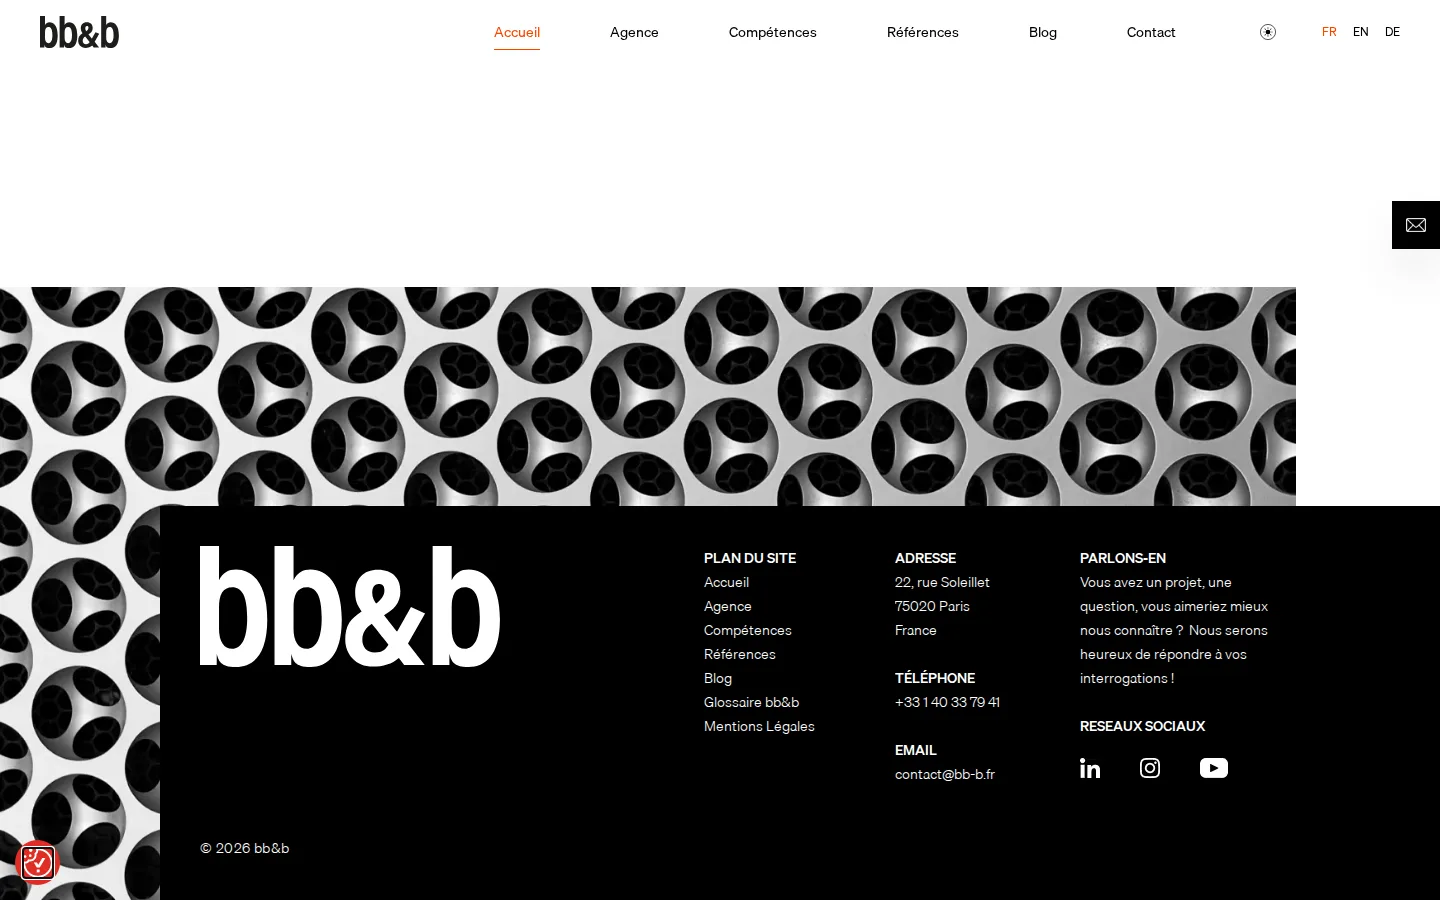 bb&b
Accueil
Agence
Compétences
Références
Blog
Contact
FR
EN
DE
bb&b
PLAN DU SITE
Accueil
Agence
Compétences
Références
Blog
Glossaire bb&b
Mentions Légales
ADRESSE
22, rue Soleillet
75020 Paris
France
TÉLÉPHONE
+33 1 40 33 79 41
EMAIL
contact@bb-b.fr
PARLONS-EN
Vous avez un projet, une
question, vous aimeriez mieux
nous connaître ? Nous serons
heureux de répondre à vos
interrogations !
RESEAUX SOCIAUX
© 2026 bb&b